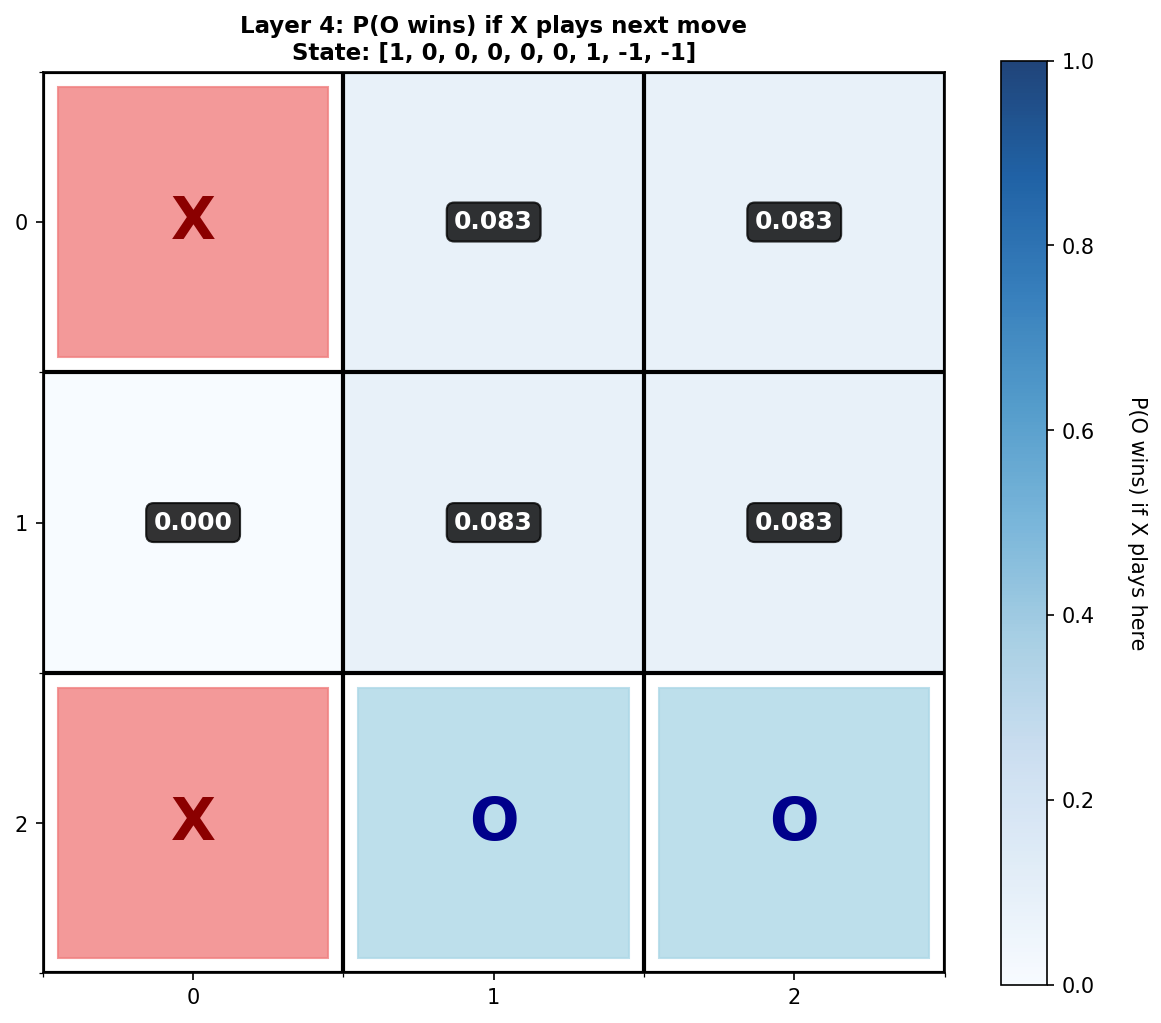 Layer 4: P(O wins) if X plays next move
State: [1, 0, 0, 0, 0, 0, 1, -1, -1]
0
X
0.083
0.083
1
0.000
0.083
0.083
2
X
O
O
0
1
2
1.0
0.8
0.6
0.4
0.2
0.0
P(O wins) if X plays here